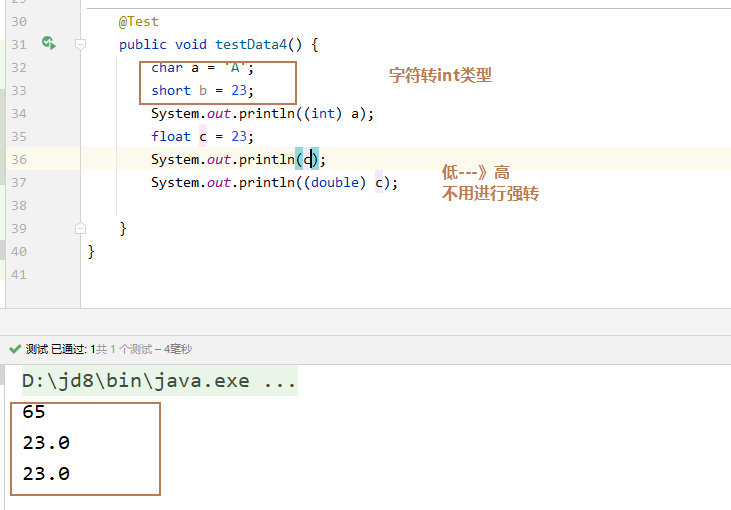 30 @Test
31 public void testData4() {
32 char a = 'A';
字符转int类型
33 short b = 23;
34 System.out.println((int) a);
35 float c = 23;
36 System.out.println(c);
低---》高
37 System.out.println((double) c);
不用进行强转
38
39 }
40 }
41
测试 已通过: 1共 1 个测试 – 4毫秒
D:\jd8\bin\java.exe ...
65
23.0
23.0